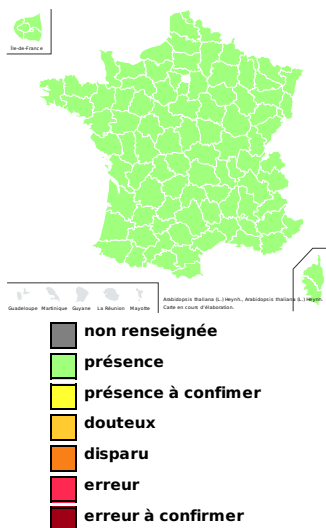 Île-de-France
Guadeloupe Martinique Guyane La Réunion Mayotte
Arabidopsis thaliana (L.) Heynh., Arabidopsis thaliana (L.) Heynh.
Carte en cours d'élaboration.
non renseignée
présence
présence à confimer
douteux
disparu
erreur
erreur à confirmer